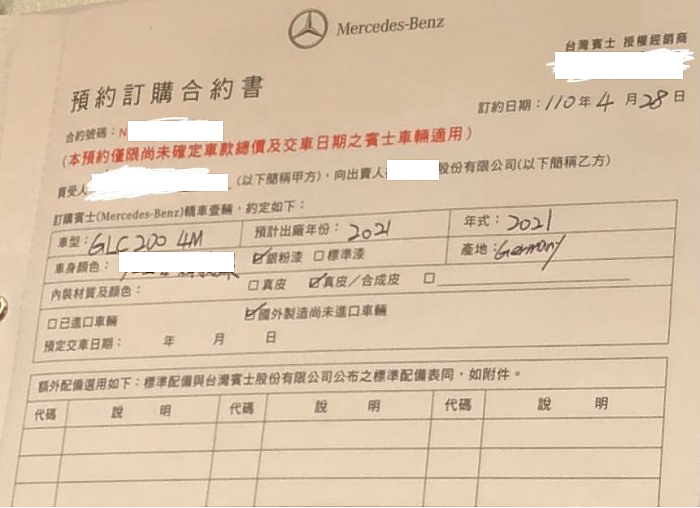 Mercedes-Benz
台灣賓士 授權經銷商
預約訂購合約書
訂約日期：110年4月28日
合約號碼：N
(本預約僅限尚未確定車款總價及交車日期之賓士車輛適用)
買受人 (以下簡稱甲方)，向出賣人 股份有限公司(以下簡稱乙方)
訂購賓士(Mercedes-Benz)轎車壹輛，約定如下：
車型：GLC 200 4M 預計出廠年份：2021 年式：2021
車身顏色： ☑銀粉漆 □標準漆 產地：Germany
內裝材質及顏色： □真皮 ☑真皮／合成皮 □
□已進口車輛 ☑國外製造尚未進口車輛
預定交車日期： 年 月 日
額外配備選用如下：標準配備與台灣賓士股份有限公司公布之標準配備表同，如附件。
代碼 說 明 代碼 說 明 代碼 說 明